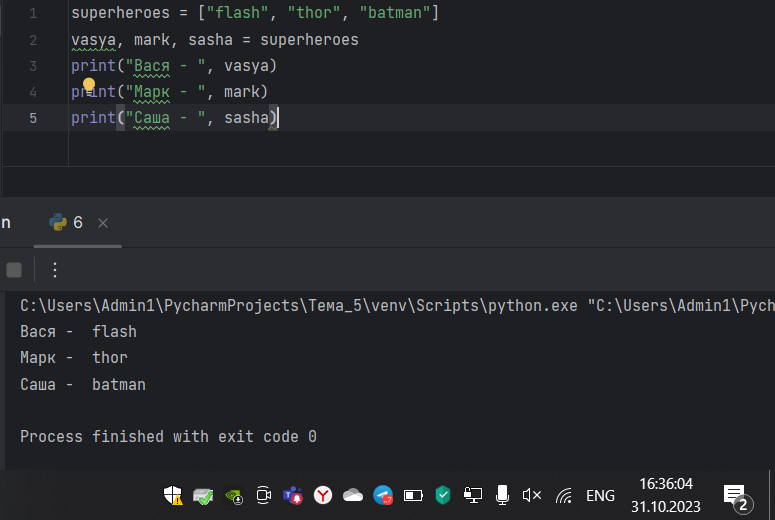 1 superheroes = ["flash", "thor", "batman"]
2 vasya, mark, sasha = superheroes
3 print("Вася - ", vasya)
4 print("Марк - ", mark)
5 print("Саша - ", sasha)
n 6
C:\Users\Admin1\PycharmProjects\Тема_5\venv\Scripts\python.exe "C:\Users\Admin1\Pych
Вася -  flash
Марк -  thor
Саша -  batman
Process finished with exit code 0
ENG 16:36:04
31.10.2023 2